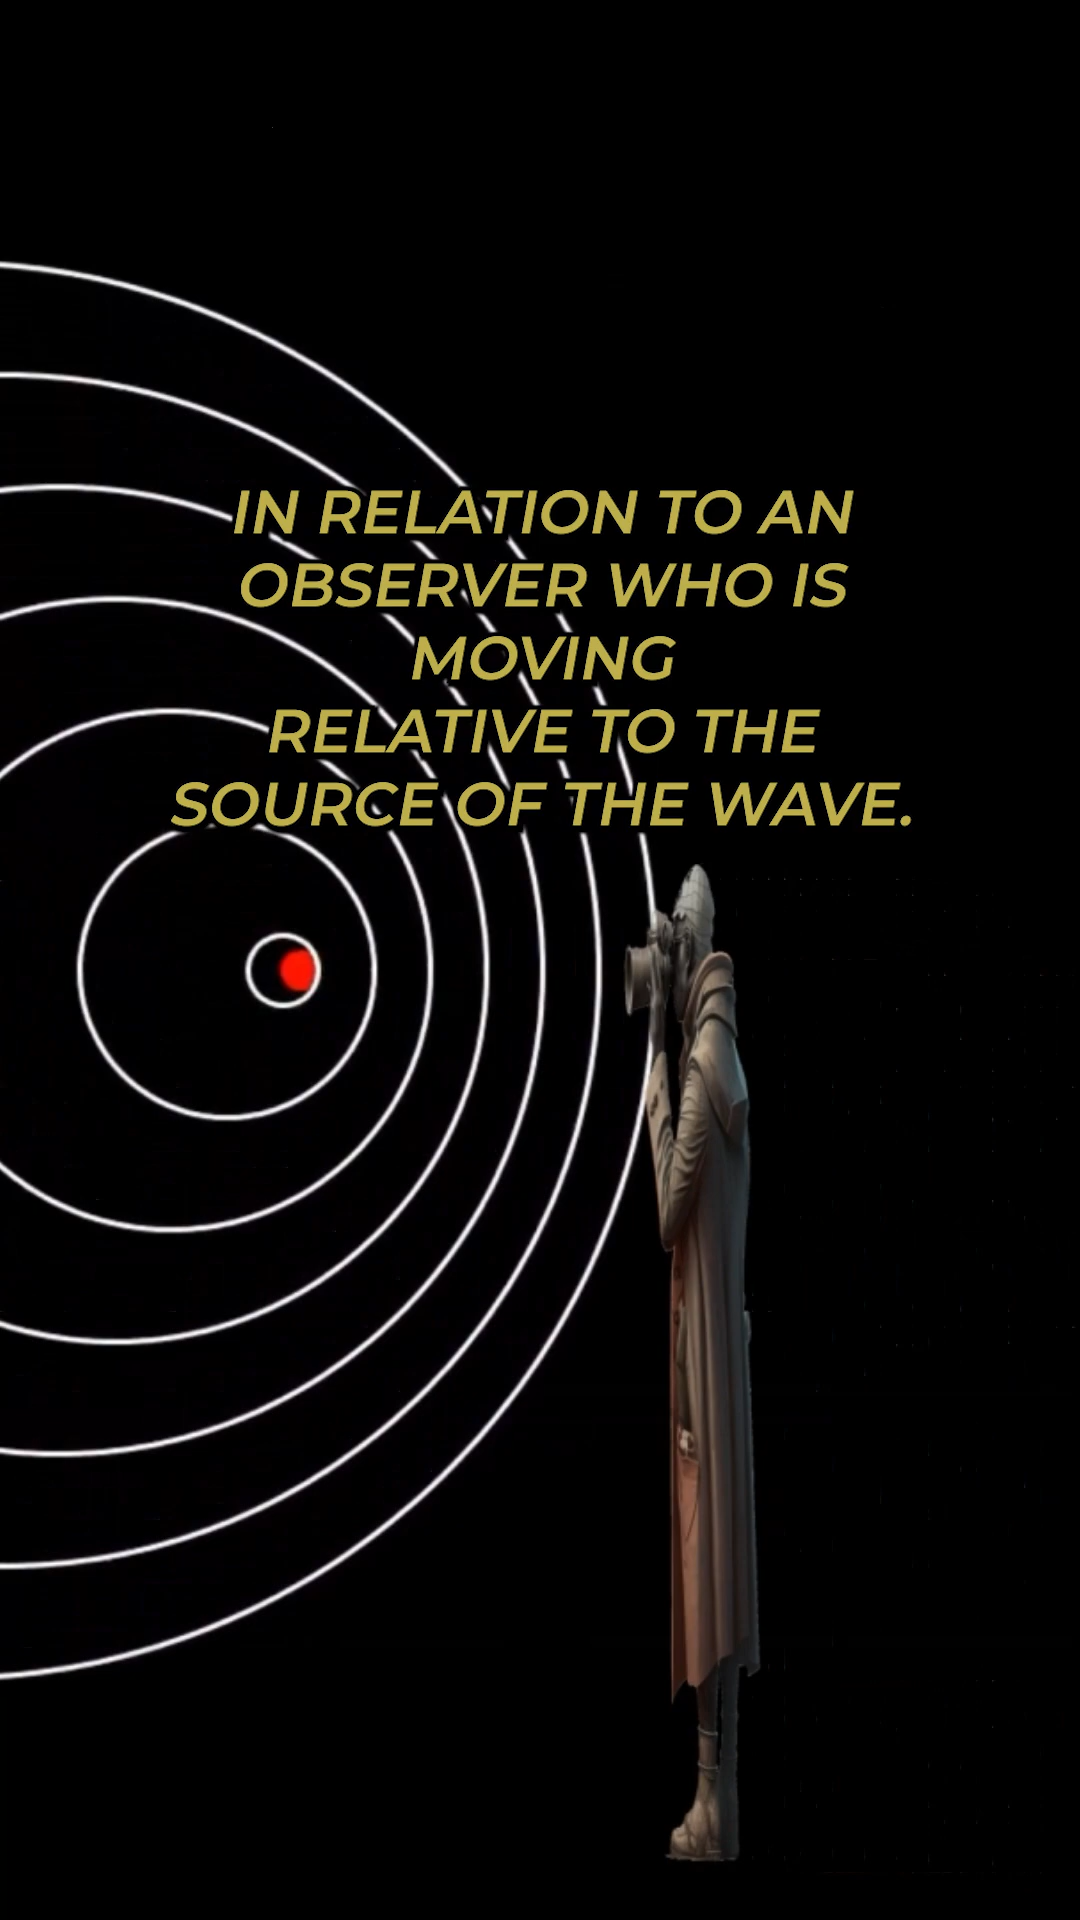 IN RELATION TO AN
OBSERVER WHO IS
MOVING
RELATIVE TO THE
SOURCE OF THE WAVE.